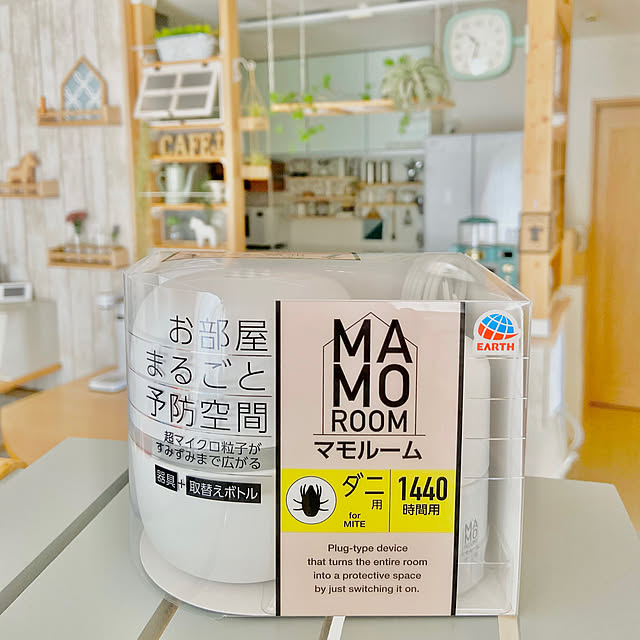 CAFE
お部屋
まるごと
予防空間
超マイクロ粒子が
すみずみまで広がる
器具+取替えボトル
MA
MO
ROOM
マモルーム
EARTH
ダニ用
for
MITE
1440
時間用
Plug-type device
that turns the entire room
into a protective space
by just switching it on.
MA
MO